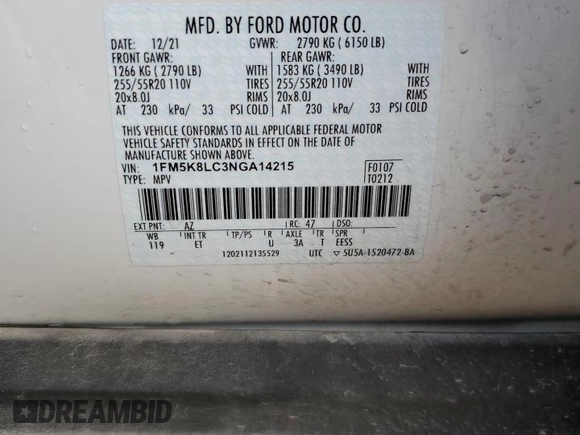 MFD. BY FORD MOTOR CO.
DATE: 12/21 GVWR: 2790 KG ( 6150 LB)
FRONT GAWR: REAR GAWR:
1266 KG ( 2790 LB) WITH 1583 KG ( 3490 LB) WITH
255/55R20 110V TIRES 255/55R20 110V TIRES
20x8.0J RIMS 20x8.0J RIMS
AT 230 kPa/ 33 PSI COLD AT 230 kPa/ 33 PSI COLD
THIS VEHICLE CONFORMS TO ALL APPLICABLE FEDERAL MOTOR
VEHICLE SAFETY STANDARDS IN EFFECT ON THE DATE OF
MANUFACTURE SHOWN ABOVE.
VIN: 1FM5K8LC3NGA14215 F0107
TYPE: MPV T0212
EXT PNT: AZ RC: 47 DSO:
WB INT TR TP/PS R AXLE TR SPR
119 ET U 3A T EESS
1202112135529 UTC ▽ 5U5A-1520472-BA
DREAMBID